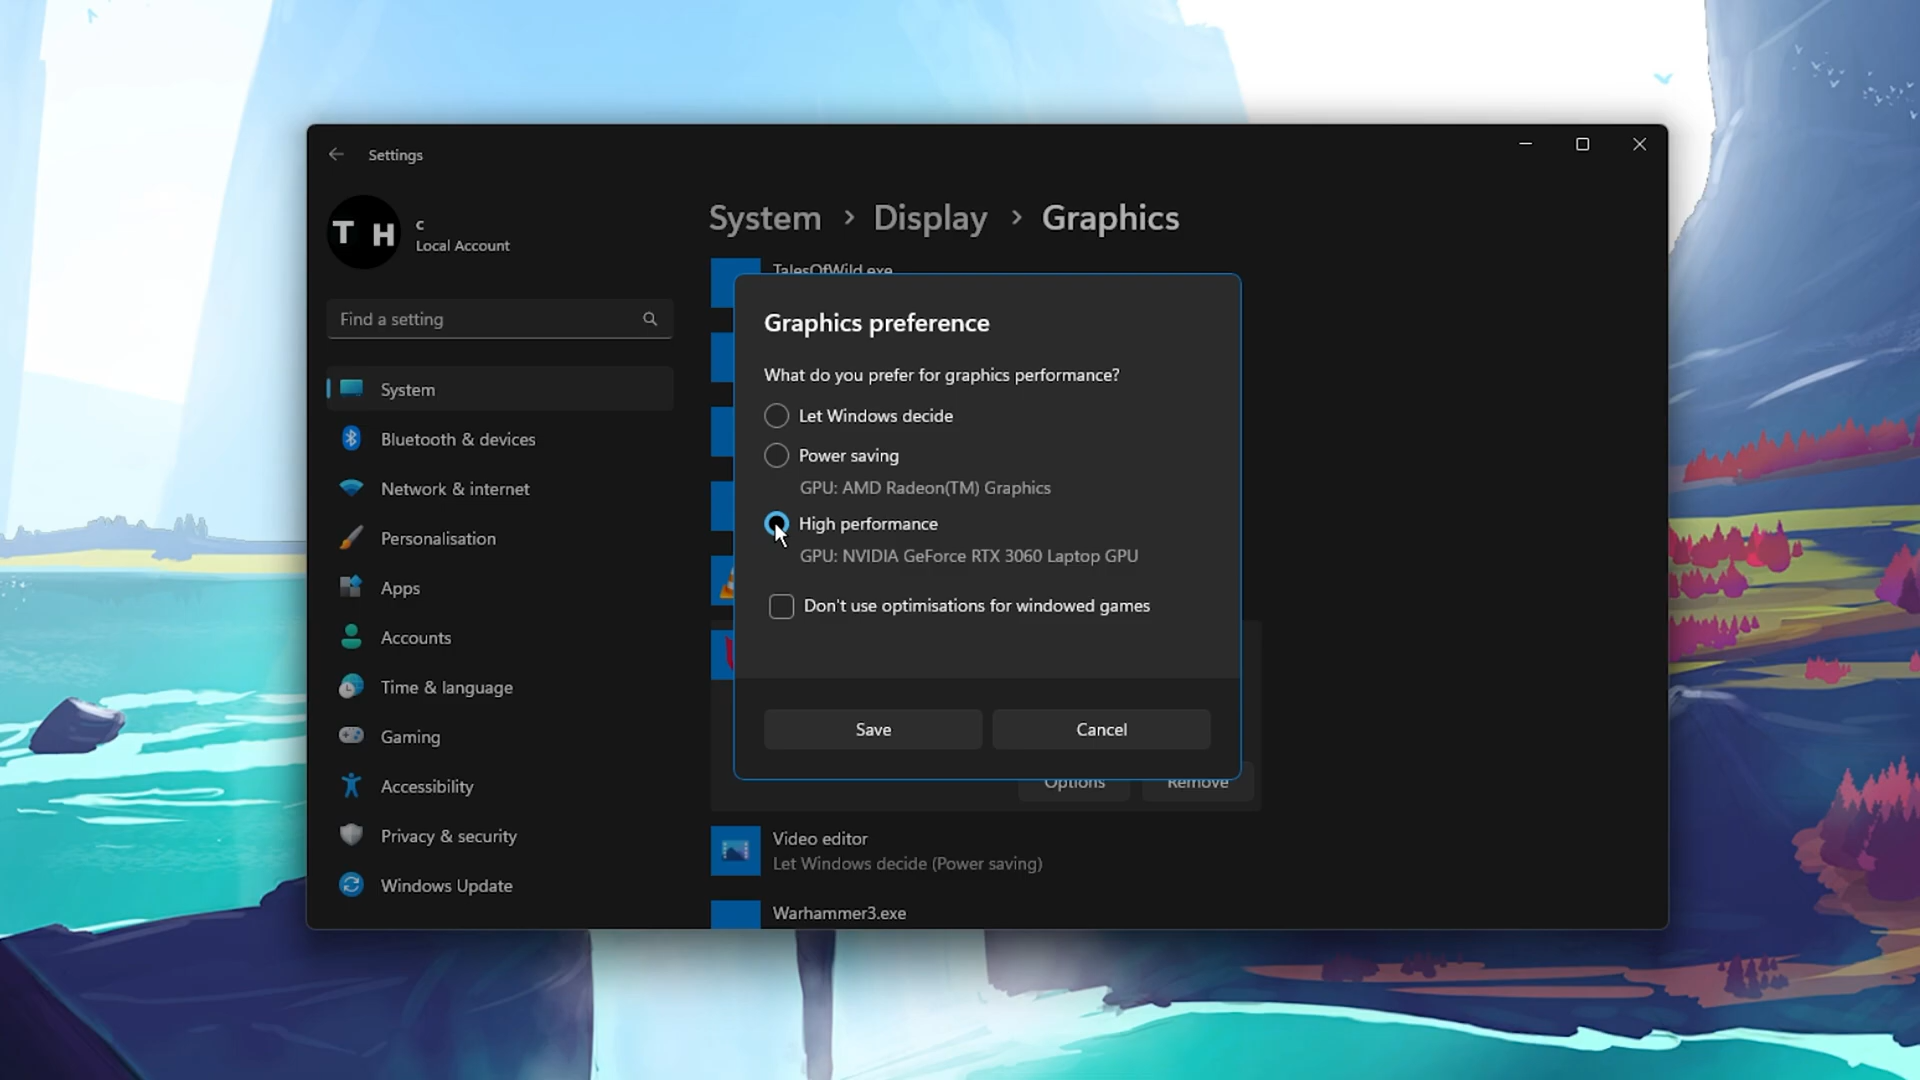 Settings
T H
c
Local Account
Find a setting
System
Bluetooth & devices
Network & internet
Personalisation
Apps
Accounts
Time & language
Gaming
Accessibility
Privacy & security
Windows Update
System > Display > Graphics
TalesOfWild.exe
Graphics preference
What do you prefer for graphics performance?
Let Windows decide
Power saving
GPU: AMD Radeon(TM) Graphics
High performance
GPU: NVIDIA GeForce RTX 3060 Laptop GPU
Don't use optimisations for windowed games
Save
Cancel
Options
Remove
Video editor
Let Windows decide (Power saving)
Warhammer3.exe